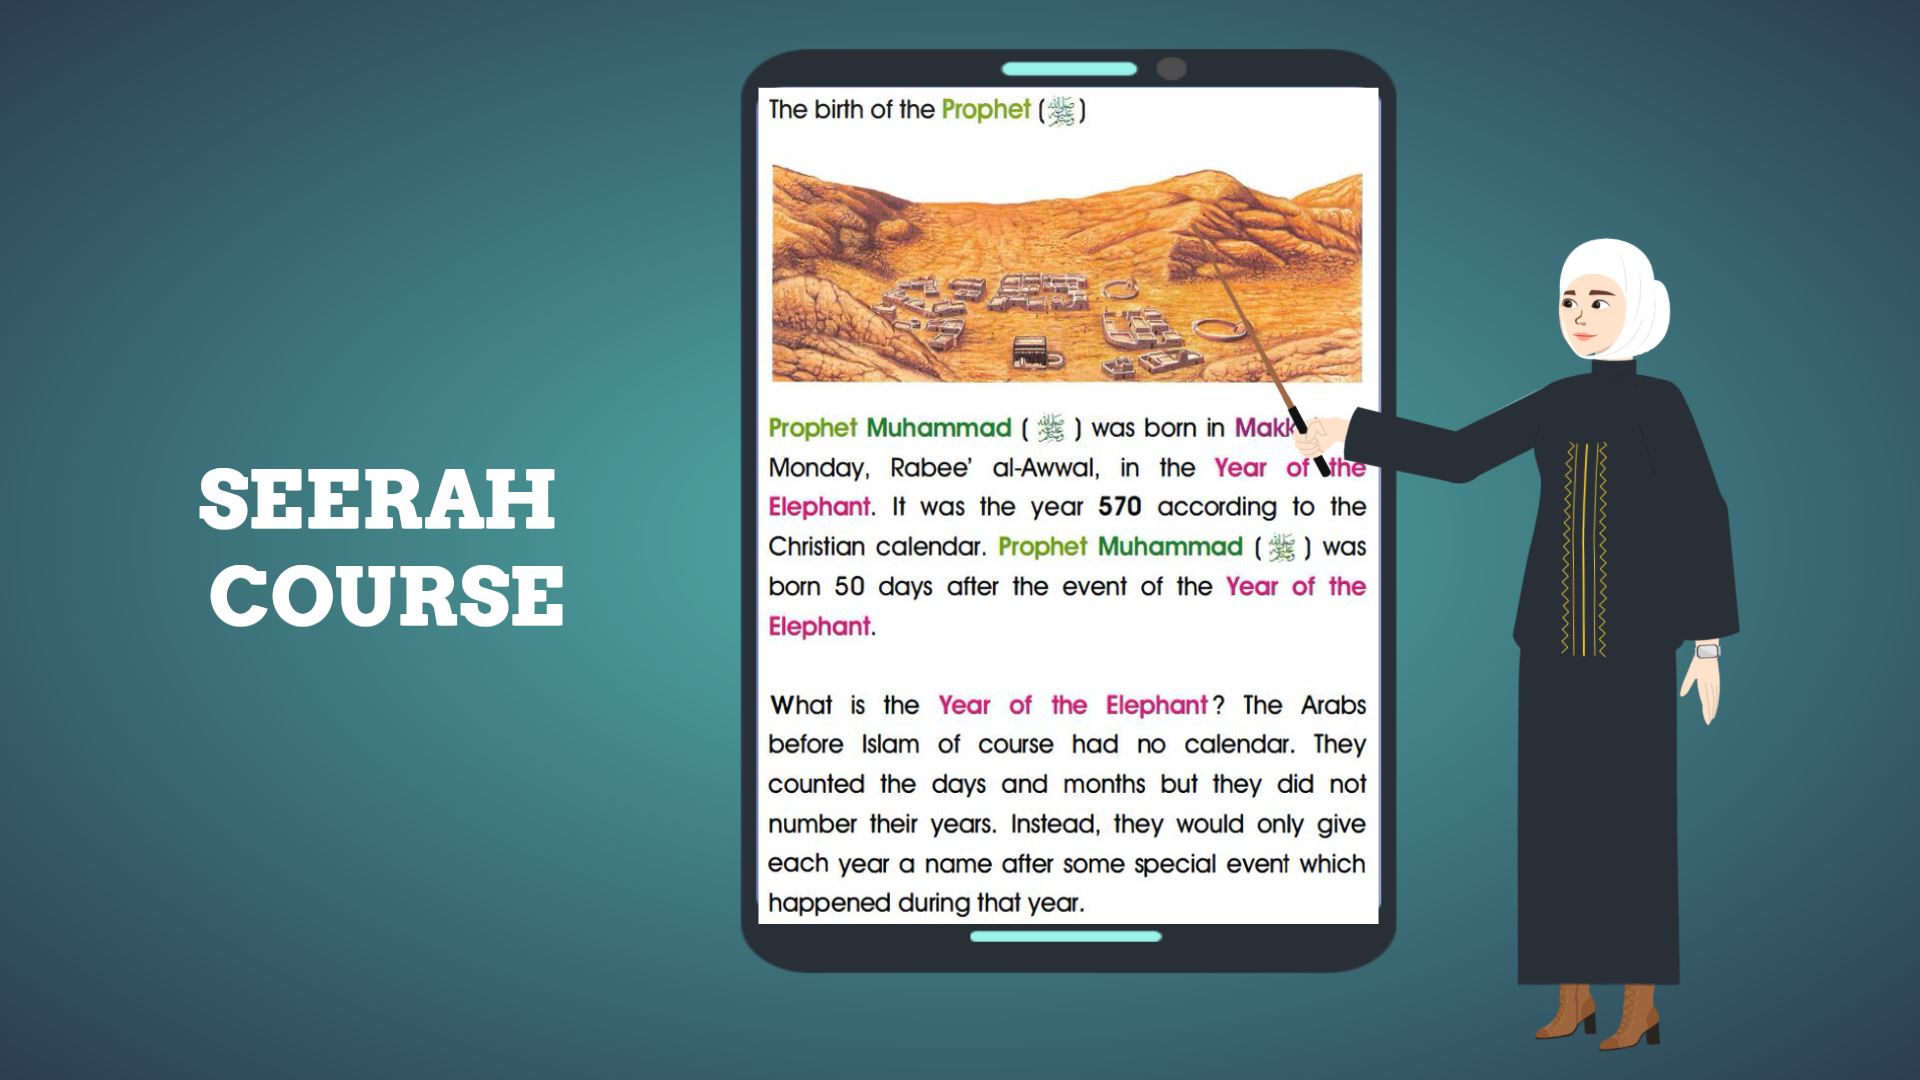 SEERAH
COURSE
The birth of the Prophet (ﷺ)
Prophet Muhammad ( ﷺ ) was born in
Monday, Rabee' al-Awwal, in the Year of the
Elephant. It was the year 570 according to the
Christian calendar. Prophet Muhammad ( ﷺ ) was
born 50 days after the event of the Year of the
Elephant.
What is the Year of the Elephant? The Arabs
before Islam of course had no calendar. They
counted the days and months but they did not
number their years. Instead, they would only give
each year a name after some special event which
happened during that year.